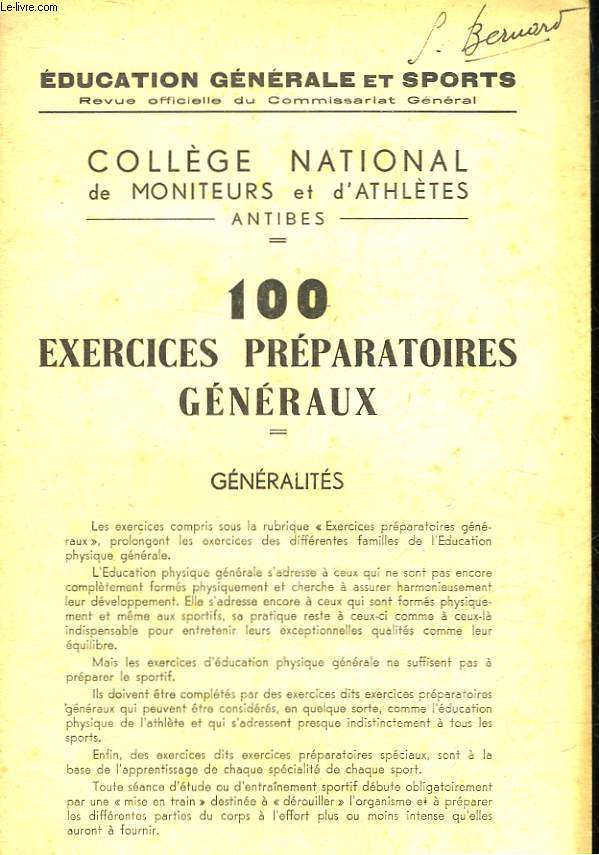 Le-livre.com
S. Bernard
ÉDUCATION GÉNÉRALE ET SPORTS
Revue officielle du Commissariat Général
COLLÈGE NATIONAL
de MONITEURS et d'ATHLÈTES
ANTIBES
100
EXERCICES PRÉPARATOIRES
GÉNÉRAUX
GÉNÉRALITÉS
Les exercices compris sous la rubrique « Exercices préparatoires géné-
raux », prolongent les exercices des différentes familles de l'Education
physique générale.
L'Education physique générale s'adresse à ceux qui ne sont pas encore
complètement formés physiquement et cherche à assurer harmonieusement
leur développement. Elle s'adresse encore à ceux qui sont formés physique-
ment et même aux sportifs, sa pratique reste à ceux-ci comme à ceux-là
indispensable pour entretenir leurs exceptionnelles qualités comme leur
équilibre.
Mais les exercices d'éducation physique générale ne suffisent pas à
préparer le sportif.
Ils doivent être complétés par des exercices dits exercices préparatoires
généraux qui peuvent être considérés, en quelque sorte, comme l'éducation
physique de l'athlète et qui s'adressent presque indistinctement à tous les
sports.
Enfin, des exercices dits exercices préparatoires spéciaux, sont à la
base de l'apprentissage de chaque spécialité de chaque sport.
Toute séance d'étude ou d'entraînement sportif débute obligatoirement
par une « mise en train » destinée à « dérouiller » l'organisme et à préparer
les différentes parties du corps à l'effort plus ou moins intense qu'elles
auront à fournir.